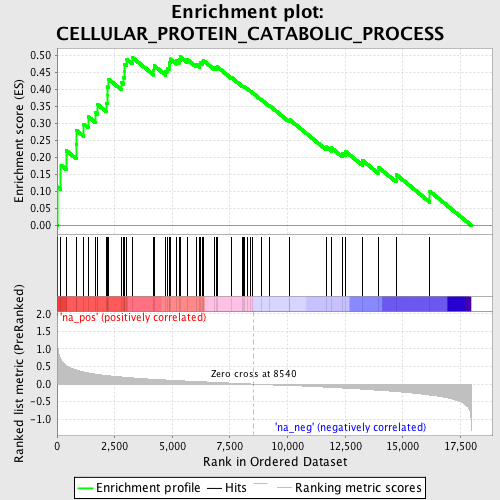 Enrichment plot:
CELLULAR_PROTEIN_CATABOLIC_PROCESS
Enrichment score (ES)
0.50
0.45
0.40
0.35
0.30
0.25
0.20
0.15
0.10
0.05
0.00
'na_pos' (positively correlated)
Ranked list metric (PreRanked)
2.0
1.5
1.0
0.5
0.0
-0.5
-1.0
Zero cross at 8540
'na_neg' (negatively correlated)
0 2,500 5,000 7,500 10,000 12,500 15,000 17,500
Rank in Ordered Dataset
Enrichment profile Hits Ranking metric scores